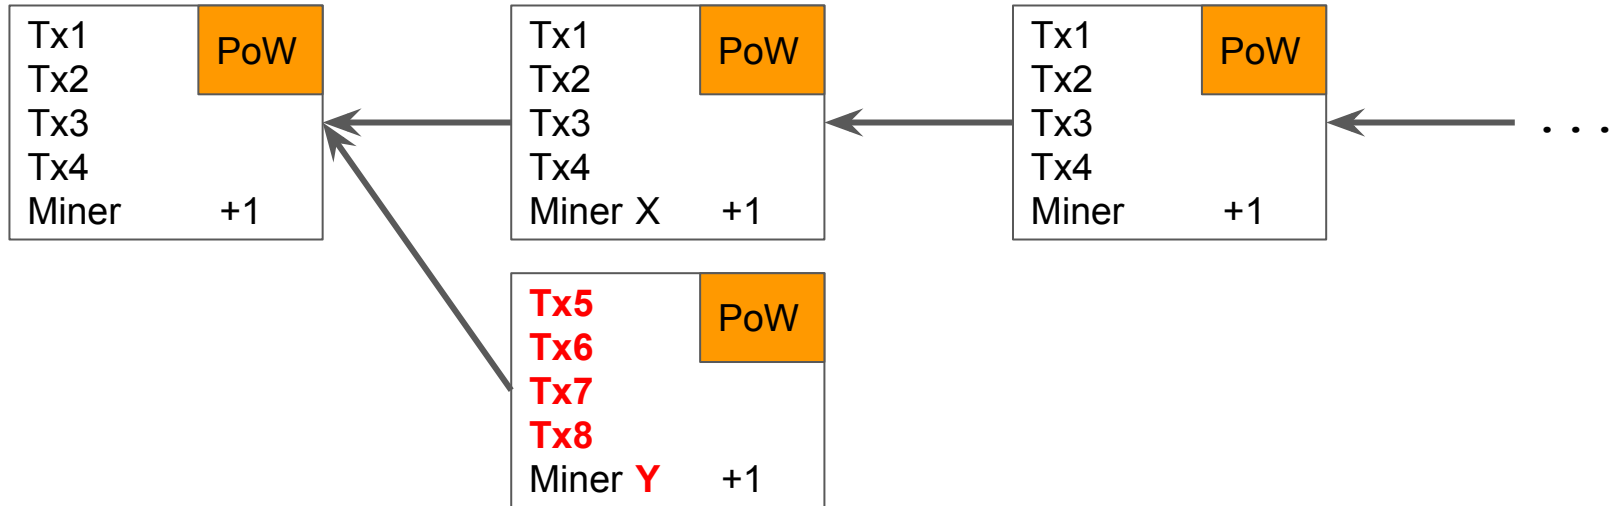 Tx1
PoW
Tx2
Tx3
Tx4
Miner +1
Tx1
PoW
Tx2
Tx3
Tx4
Miner X +1
Tx1
PoW
Tx2
Tx3
Tx4
Miner +1
. . .
Tx5
PoW
Tx6
Tx7
Tx8
Miner Y +1